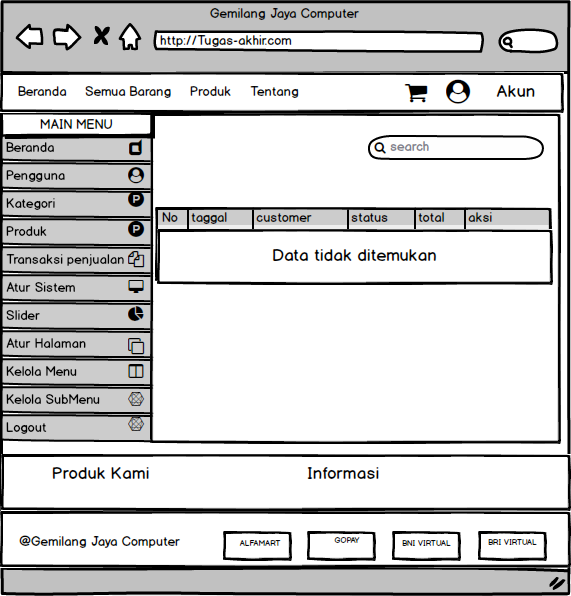 Gemilang Jaya Computer
http://Tugas-akhir.com
Beranda Semua Barang Produk Tentang Akun
MAIN MENU
Beranda
Pengguna
Kategori P
Produk P
Transaksi penjualan
Atur Sistem
Slider
Atur Halaman
Kelola Menu
Kelola SubMenu
Logout
search
No taggal customer status total aksi
Data tidak ditemukan
Produk Kami Informasi
@Gemilang Jaya Computer ALFAMART GOPAY BNI VIRTUAL BRI VIRTUAL